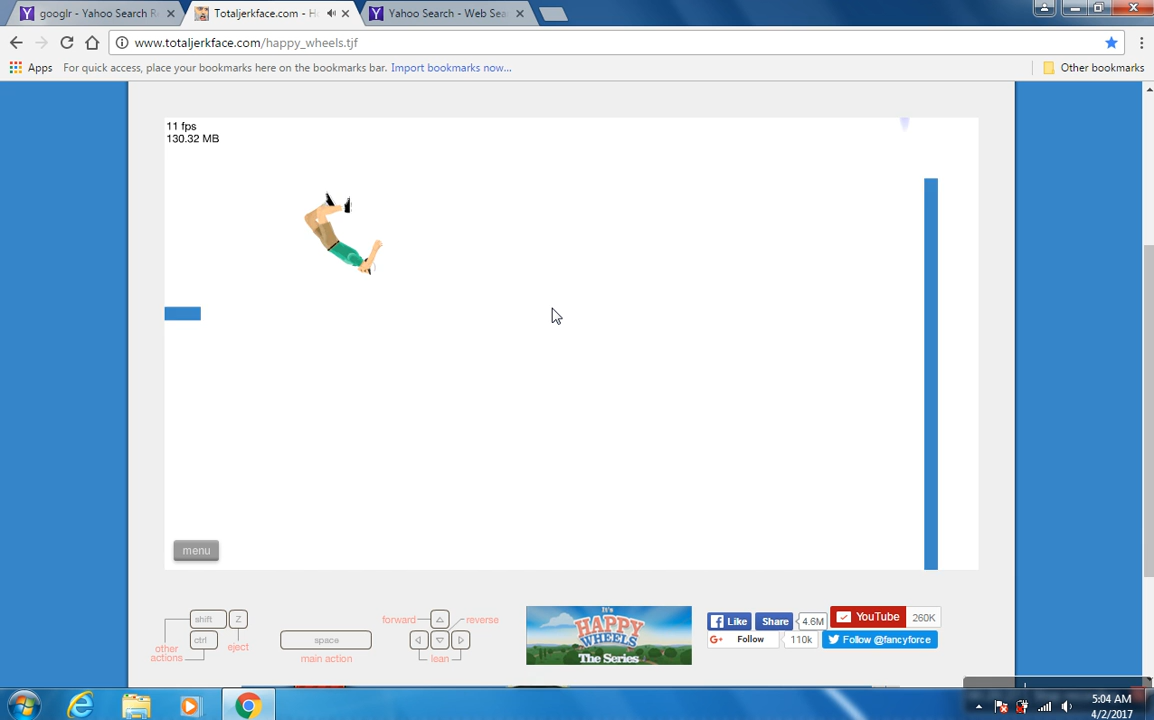 googlr - Yahoo Search R
Totaljerkface.com - H
Yahoo Search - Web Sea
www.totaljerkface.com/happy_wheels.tjf
Apps For quick access, place your bookmarks here on the bookmarks bar. Import bookmarks now... Other bookmarks
11 fps
130.32 MB
menu
shift Z
ctrl
other actions
eject
space
main action
forward
reverse
lean
It's
HAPPY
WHEELS
The Series
Like Share 4.6M YouTube 260K
G+ Follow 110k Follow @fancyforce
5:04 AM
4/2/2017